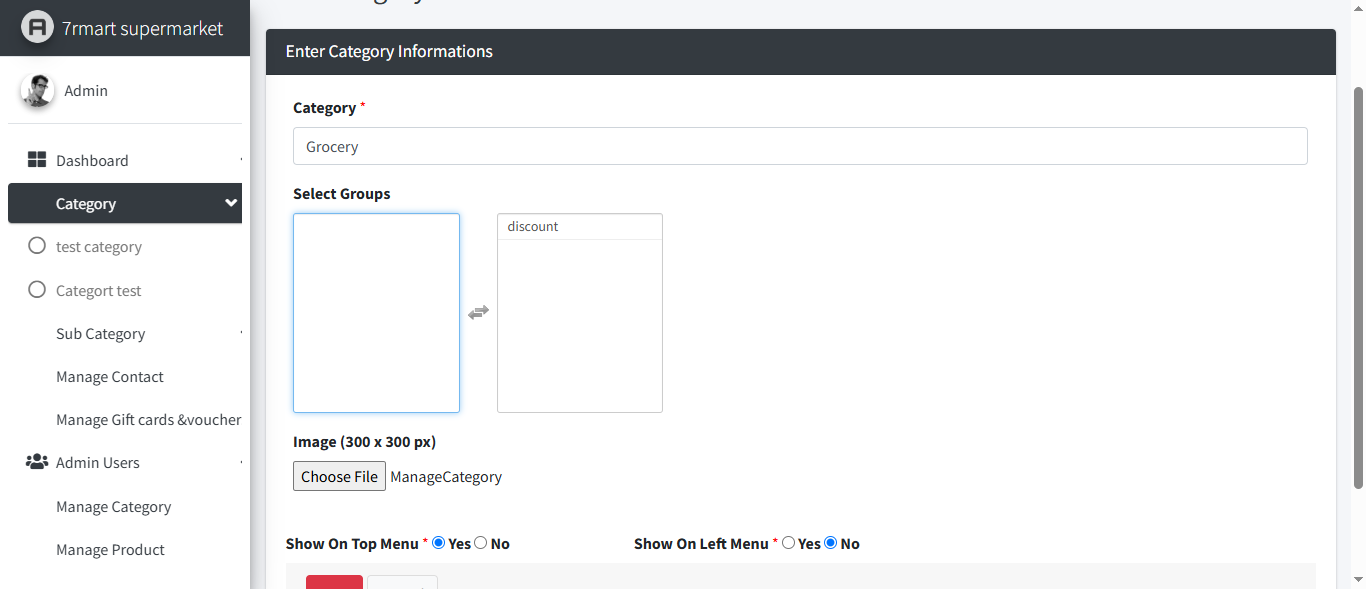 7rmart supermarket
Admin
Dashboard
Category
test category
Categort test
Sub Category
Manage Contact
Manage Gift cards &voucher
Admin Users
Manage Category
Manage Product
Enter Category Informations
Category *
Grocery
Select Groups
discount
Image (300 x 300 px)
Choose File ManageCategory
Show On Top Menu * Yes No Show On Left Menu * Yes No